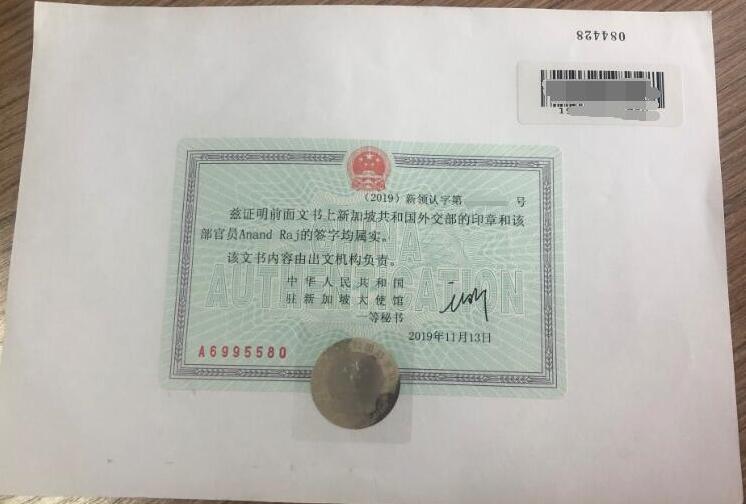 084428
(2019)新领认字第 号
兹证明前面文书上新加坡共和国外交部的印章和该
部官员Anand Raj的签字均属实。
该文书内容由出文机构负责。
中华人民共和国
驻新加坡大使馆
一等秘书
2019年11月13日
CHINA
AUTHENTICATION
A6995580